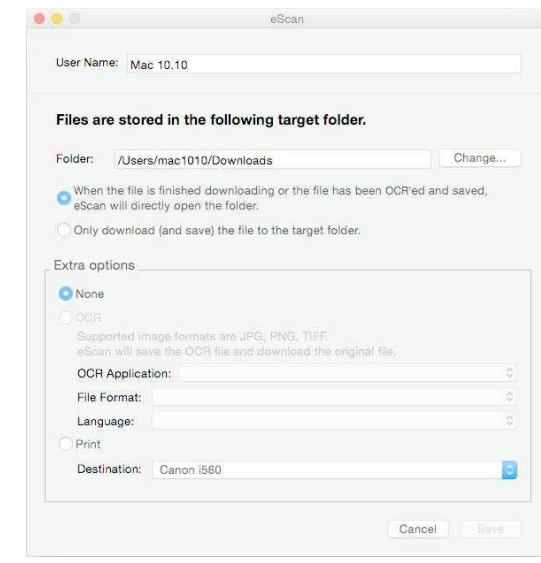 eScan
User Name: Mac 10.10
Files are stored in the following target folder.
Folder: /Users/mac1010/Downloads Change...
When the file is finished downloading or the file has been OCR'ed and saved,
eScan will directly open the folder.
Only download (and save) the file to the target folder.
Extra options
None
OCR
Supported image formats are JPG, PNG, TIFF.
eScan will save the OCR file and download the original file.
OCR Application:
File Format:
Language:
Print
Destination: Canon i560
Cancel Save